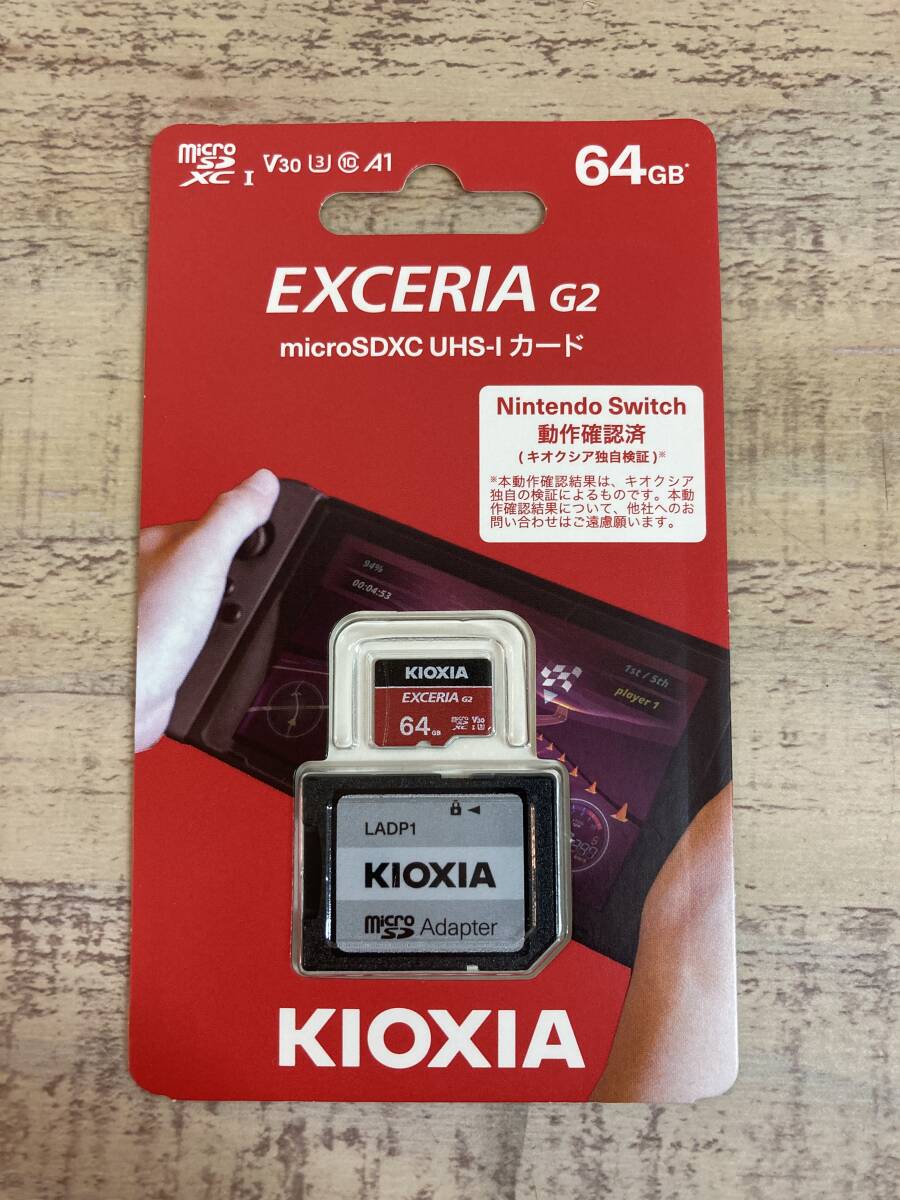 micro SD XC I V30 U3 10 A1 64GB*
EXCERIA G2
microSDXC UHS-I カード
Nintendo Switch
動作確認済
(キオクシア独自検証)※
※本動作確認結果は、キオクシア
独自の検証によるものです。本動
作確認結果について、他社へのお
問い合わせはご遠慮願います。
94%
00:04:53
1st / 5th
player 1
KIOXIA
EXCERIA G2
64GB micro SD XC I V30 U3
LADP1
KIOXIA
micro SD Adapter
KIOXIA